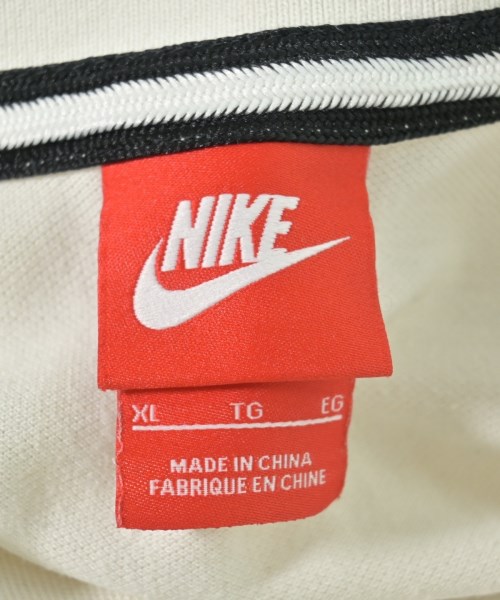 NIKE
XL TG EG
MADE IN CHINA
FABRIQUE EN CHINE